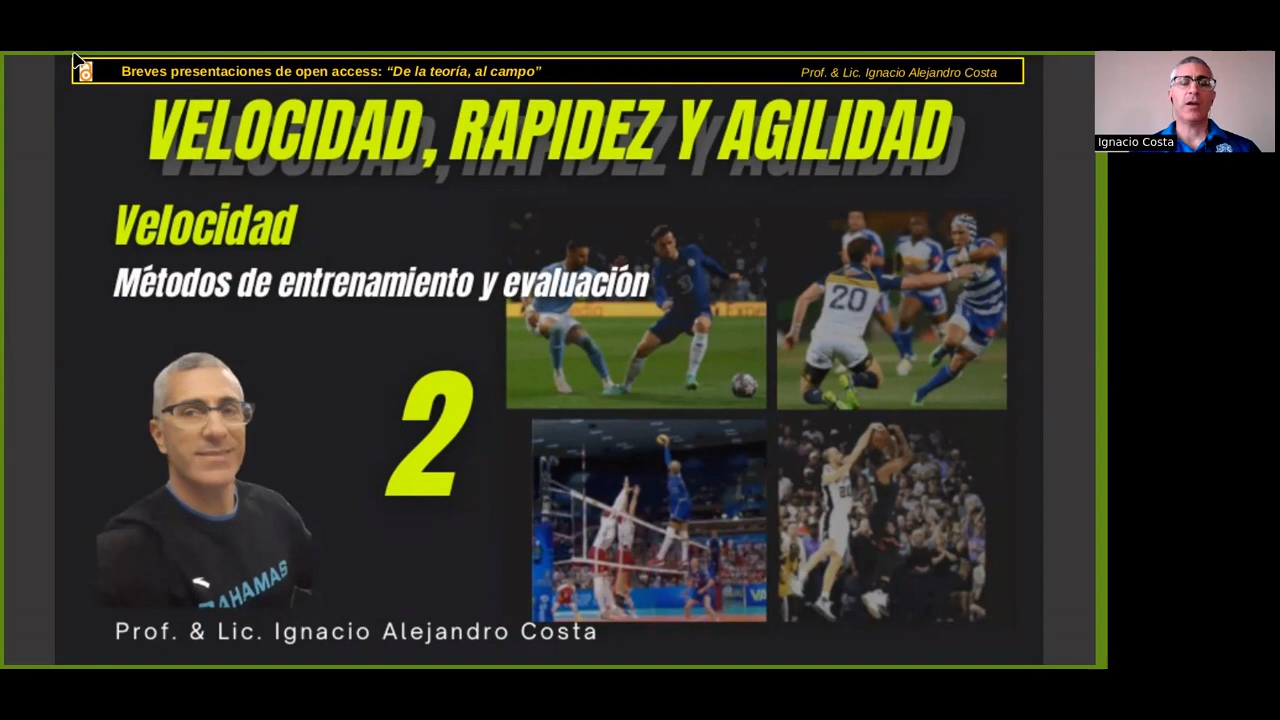 Breves presentaciones de open access: “De la teoría, al campo”
Prof. & Lic. Ignacio Alejandro Costa
VELOCIDAD, RAPIDEZ Y AGILIDAD
Velocidad
Métodos de entrenamiento y evaluación
20
2
BAHAMAS
Prof. & Lic. Ignacio Alejandro Costa
Ignacio Costa